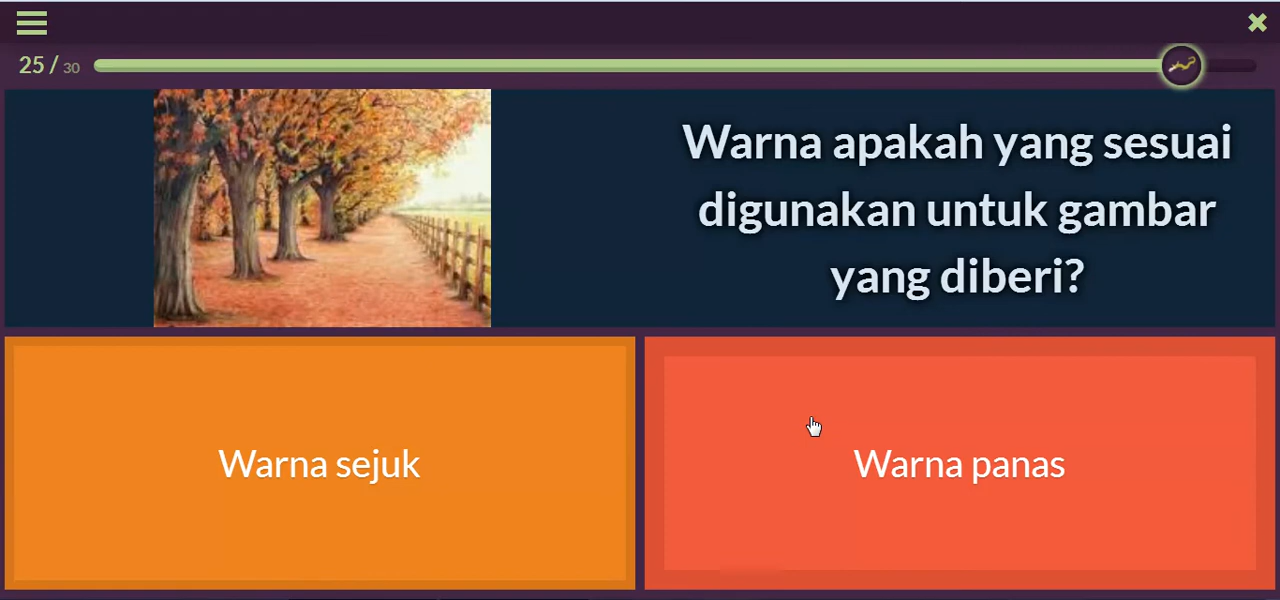 25 / 30
Warna apakah yang sesuai
digunakan untuk gambar
yang diberi?
Warna sejuk
Warna panas